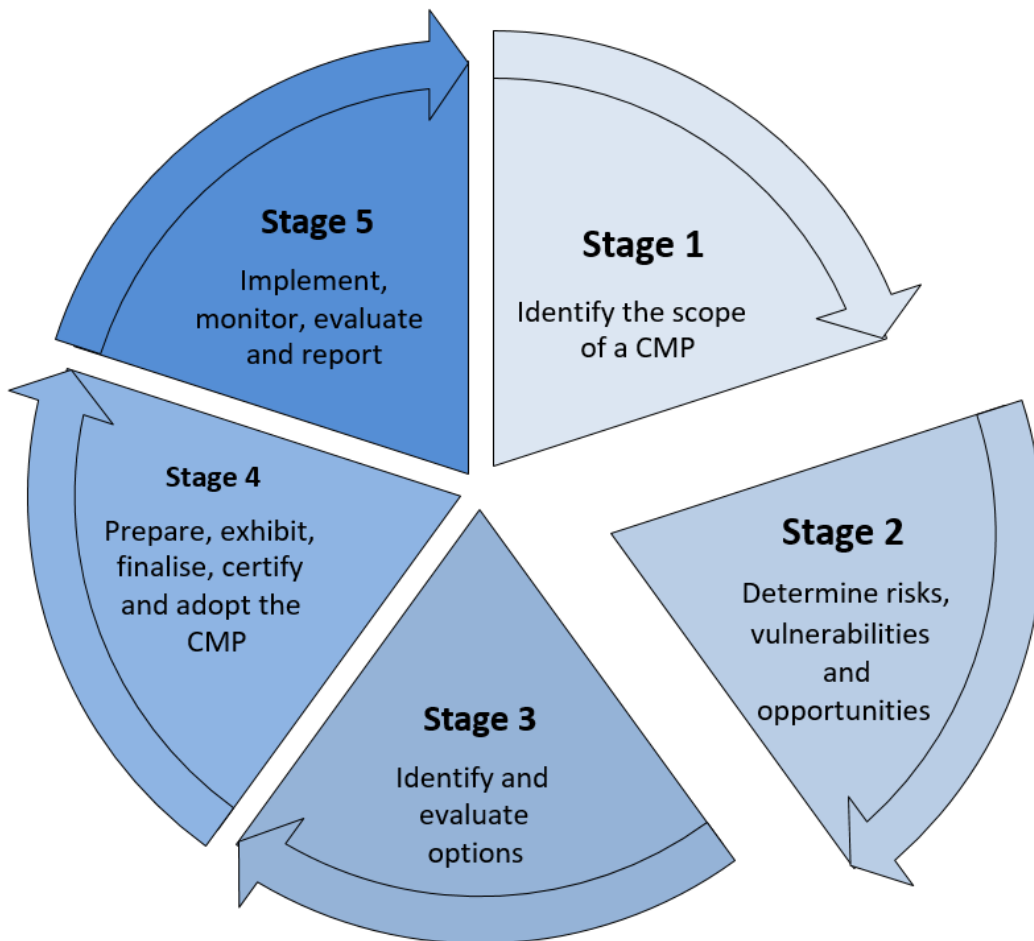 Stage 1
Identify the scope
of a CMP
Stage 2
Determine risks,
vulnerabilities
and
opportunities
Stage 3
Identify and
evaluate
options
Stage 4
Prepare, exhibit,
finalise, certify
and adopt the
CMP
Stage 5
Implement,
monitor, evaluate
and report